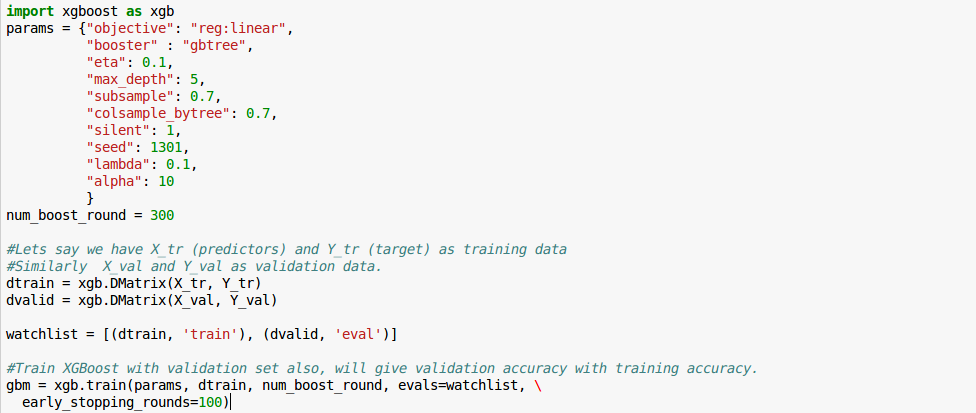 import xgboost as xgb
params = {"objective": "reg:linear",
          "booster" : "gbtree",
          "eta": 0.1,
          "max_depth": 5,
          "subsample": 0.7,
          "colsample_bytree": 0.7,
          "silent": 1,
          "seed": 1301,
          "lambda": 0.1,
          "alpha": 10
          }
num_boost_round = 300

#Lets say we have X_tr (predictors) and Y_tr (target) as training data
#Similarly  X_val and Y_val as validation data.
dtrain = xgb.DMatrix(X_tr, Y_tr)
dvalid = xgb.DMatrix(X_val, Y_val)

watchlist = [(dtrain, 'train'), (dvalid, 'eval')]

#Train XGBoost with validation set also, will give validation accuracy with training accuracy.
gbm = xgb.train(params, dtrain, num_boost_round, evals=watchlist, \
  early_stopping_rounds=100)